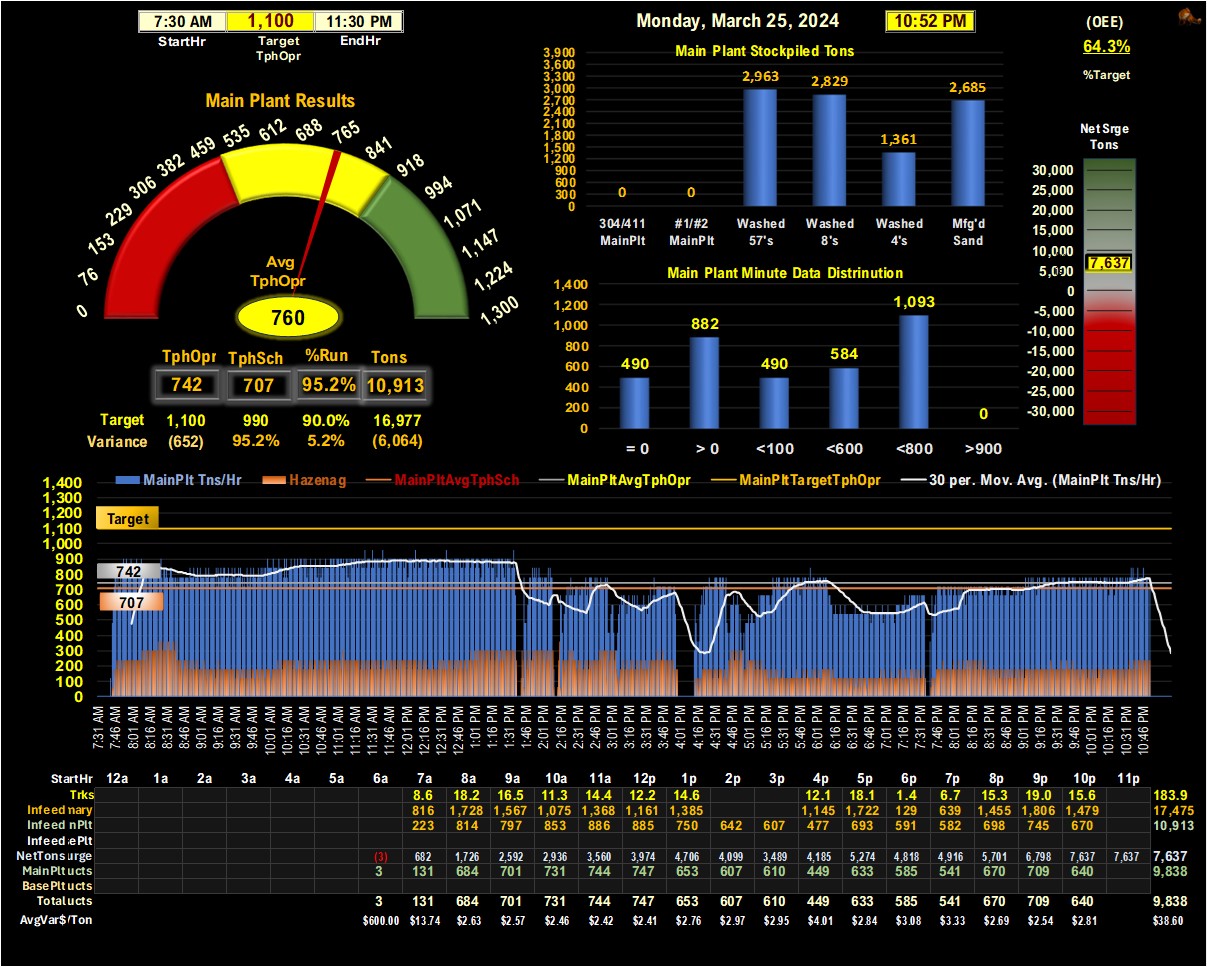 7:30 AM 1,100 11:30 PM
StartHr Target TphOpr EndHr
Monday, March 25, 2024 10:52 PM
(OEE)
64.3%
%Target
Main Plant Results
0 76 153 229 306 382 459 535 612 688 765 841 918 994 1,071 1,147 1,224 1,300
Avg
TphOpr
760
TphOpr TphSch %Run Tons
742 707 95.2% 10,913
Target 1,100 990 90.0% 16,977
Variance (652) 95.2% 5.2% (6,064)
Main Plant Stockpiled Tons
3,900
3,600
3,300
3,000
2,700
2,400
2,100
1,800
1,500
1,200
900
600
300
0
0 0 2,963 2,829 1,361 2,685
304/411 #1/#2 Washed Washed Washed Mfg'd
MainPlt MainPlt 57's 8's 4's Sand
Main Plant Minute Data Distrinution
1,400
1,200
1,000
800
600
400
200
0
490 882 490 584 1,093 0
= 0 > 0 <100 <600 <800 >900
Net Srge
Tons
30,000
25,000
20,000
15,000
10,000
5,000
0
-5,000
-10,000
-15,000
-20,000
-25,000
-30,000
7,637
MainPlt Tns/Hr Hazenag MainPltAvgTphSch MainPltAvgTphOpr MainPltTargetTphOpr 30 per. Mov. Avg. (MainPlt Tns/Hr)
1,400
1,300
1,200
1,100
1,000
900
800
700
600
500
400
300
200
100
0
Target
742
707
7:31 AM 7:46 AM 8:01 AM 8:16 AM 8:31 AM 8:46 AM 9:01 AM 9:16 AM 9:31 AM 9:46 AM 10:01 AM 10:16 AM 10:31 AM 10:46 AM 11:01 AM 11:16 AM 11:31 AM 11:46 AM 12:01 PM 12:16 PM 12:31 PM 12:46 PM 1:01 PM 1:16 PM 1:31 PM 1:46 PM 2:01 PM 2:16 PM 2:31 PM 2:46 PM 3:01 PM 3:16 PM 3:31 PM 3:46 PM 4:01 PM 4:16 PM 4:31 PM 4:46 PM 5:01 PM 5:16 PM 5:31 PM 5:46 PM 6:01 PM 6:16 PM 6:31 PM 6:46 PM 7:01 PM 7:16 PM 7:31 PM 7:46 PM 8:01 PM 8:16 PM 8:31 PM 8:46 PM 9:01 PM 9:16 PM 9:31 PM 9:46 PM 10:01 PM 10:16 PM 10:31 PM 10:46 PM
StartHr 12a 1a 2a 3a 4a 5a 6a 7a 8a 9a 10a 11a 12p 1p 2p 3p 4p 5p 6p 7p 8p 9p 10p 11p
Trks 8.6 18.2 16.5 11.3 14.4 12.2 14.6 12.1 18.1 1.4 6.7 15.3 19.0 15.6 183.9
Infeed nary 816 1,728 1,567 1,075 1,368 1,161 1,385 1,145 1,722 129 639 1,455 1,806 1,479 17,475
Infeed nPlt 223 814 797 853 886 885 750 642 607 477 693 591 582 698 745 670 10,913
Infeed ePlt
NetTons urge (3) 682 1,726 2,592 2,936 3,560 3,974 4,706 4,099 3,489 4,185 5,274 4,818 4,916 5,701 6,798 7,637 7,637 7,637
MainPlt ucts 3 131 684 701 731 744 747 653 607 610 449 633 585 541 670 709 640 9,838
BasePlt ucts
Total ucts 3 131 684 701 731 744 747 653 607 610 449 633 585 541 670 709 640 9,838
AvgVar$/Ton $600.00 $13.74 $2.63 $2.57 $2.46 $2.42 $2.41 $2.76 $2.97 $2.95 $4.01 $2.84 $3.08 $3.33 $2.69 $2.54 $2.81 $38.60